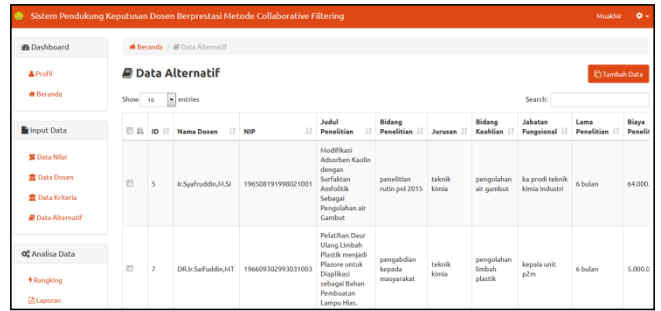 Sistem Pendukung Keputusan Dosen Berprestasi Metode Collaborative Filtering
Muakhir
Dashboard
Profil
Beranda
Input Data
Data Nilai
Data Dosen
Data Kriteria
Data Alternatif
Analisa Data
Rangking
Laporan
Beranda / Data Alternatif
Data Alternatif
Tambah Data
Show 10 entries
Search:
ID
Nama Dosen
NIP
Judul
Penelitian
Bidang
Penelitian
Jurusan
Bidang
Keahlian
Jabatan
Fungsional
Lama
Penelitian
Biaya
Penelit
5
Ir.Syafruddin,M.Si
196508191998021001
Modifikasi
Adsorben Kaolin
dengan
Surfaktan
Amfolitik
Sebagai
Pengolahan air
Gambut
penelitian
rutin pnl 2015
teknik
kimia
pengolahan
air gambut
ka prodi teknik
kimia industri
6 bulan
64.000.
7
DR.Ir.Saifuddin,MT
196609302993031003
Pelatihan Daur
Ulang Limbah
Plastik menjadi
Plazore untuk
Diaplikasi
sebagai Bahan
Pembuatan
Lampu Hias.
pengabdian
kepada
masyarakat
teknik
kimia
pengolahan
limbah
plastik
kepala unit
p2m
6 bulan
5.000.0